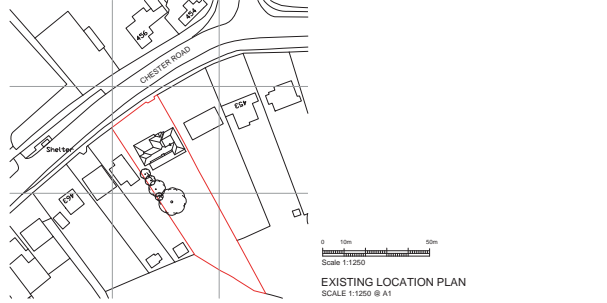 456
454
CHESTER ROAD
453
Shelter
463
0 10m 50m
Scale 1:1250
EXISTING LOCATION PLAN
SCALE 1:1250 @ A1